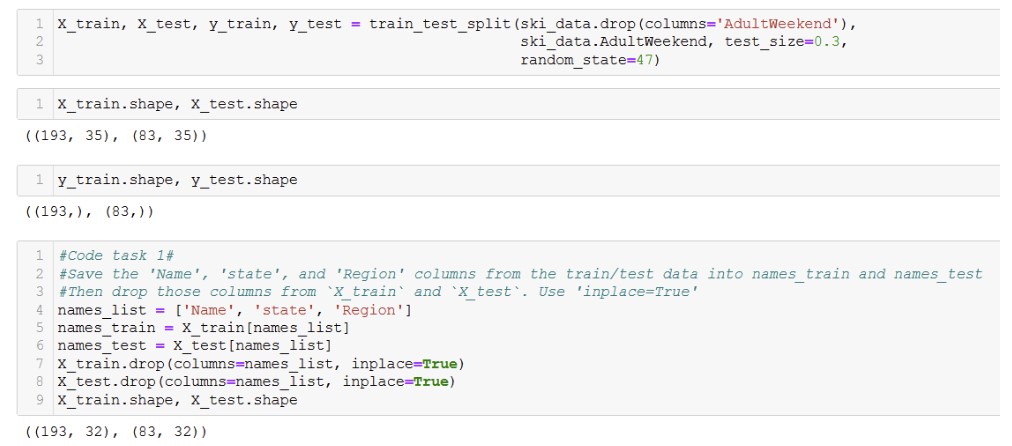 1 X_train, X_test, y_train, y_test = train_test_split(ski_data.drop(columns='AdultWeekend'),
2 ski_data.AdultWeekend, test_size=0.3,
3 random_state=47)
1 X_train.shape, X_test.shape
((193, 35), (83, 35))
1 y_train.shape, y_test.shape
((193,), (83,))
1 #Code task 1#
2 #Save the 'Name', 'state', and 'Region' columns from the train/test data into names_train and names_test
3 #Then drop those columns from `X_train` and `X_test`. Use 'inplace=True'
4 names_list = ['Name', 'state', 'Region']
5 names_train = X_train[names_list]
6 names_test = X_test[names_list]
7 X_train.drop(columns=names_list, inplace=True)
8 X_test.drop(columns=names_list, inplace=True)
9 X_train.shape, X_test.shape
((193, 32), (83, 32))